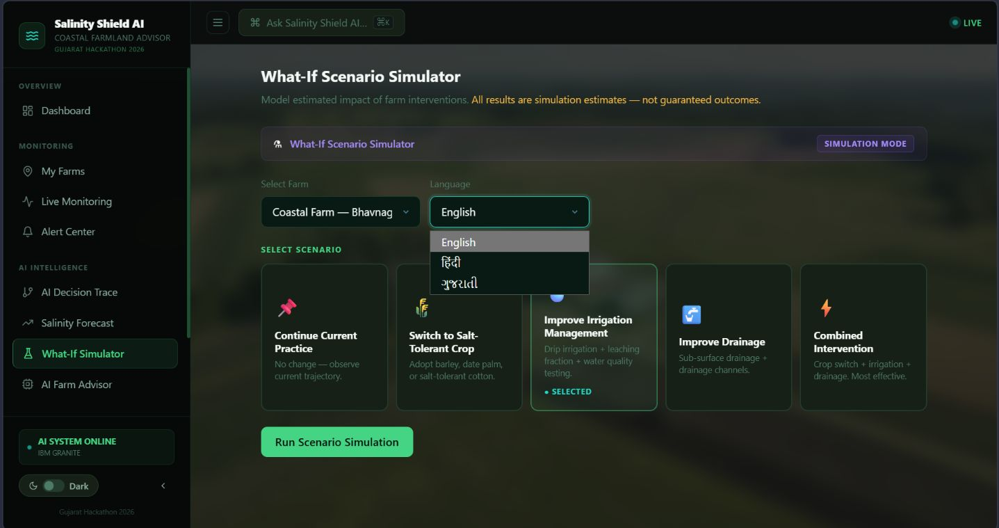 Salinity Shield AI
COASTAL FARMLAND ADVISOR
GUJARAT HACKATHON 2026
OVERVIEW
Dashboard
MONITORING
My Farms
Live Monitoring
Alert Center
AI INTELLIGENCE
AI Decision Trace
Salinity Forecast
What-If Simulator
AI Farm Advisor
AI SYSTEM ONLINE
IBM GRANITE
Dark
Gujarat Hackathon 2026
⌘ Ask Salinity Shield AI... ⌘K
LIVE
What-If Scenario Simulator
Model estimated impact of farm interventions. All results are simulation estimates — not guaranteed outcomes.
What-If Scenario Simulator
SIMULATION MODE
Select Farm
Coastal Farm — Bhavnag
Language
English
English
हिंदी
ગુજરાતી
SELECT SCENARIO
Continue Current
Practice
No change — observe
current trajectory.
Switch to Salt-
Tolerant Crop
Adopt barley, date palm,
or salt-tolerant cotton.
Improve Irrigation
Management
Drip irrigation + leaching
fraction + water quality
testing.
● SELECTED
Improve Drainage
Sub-surface drainage +
drainage channels.
Combined
Intervention
Crop switch + irrigation +
drainage. Most effective.
Run Scenario Simulation